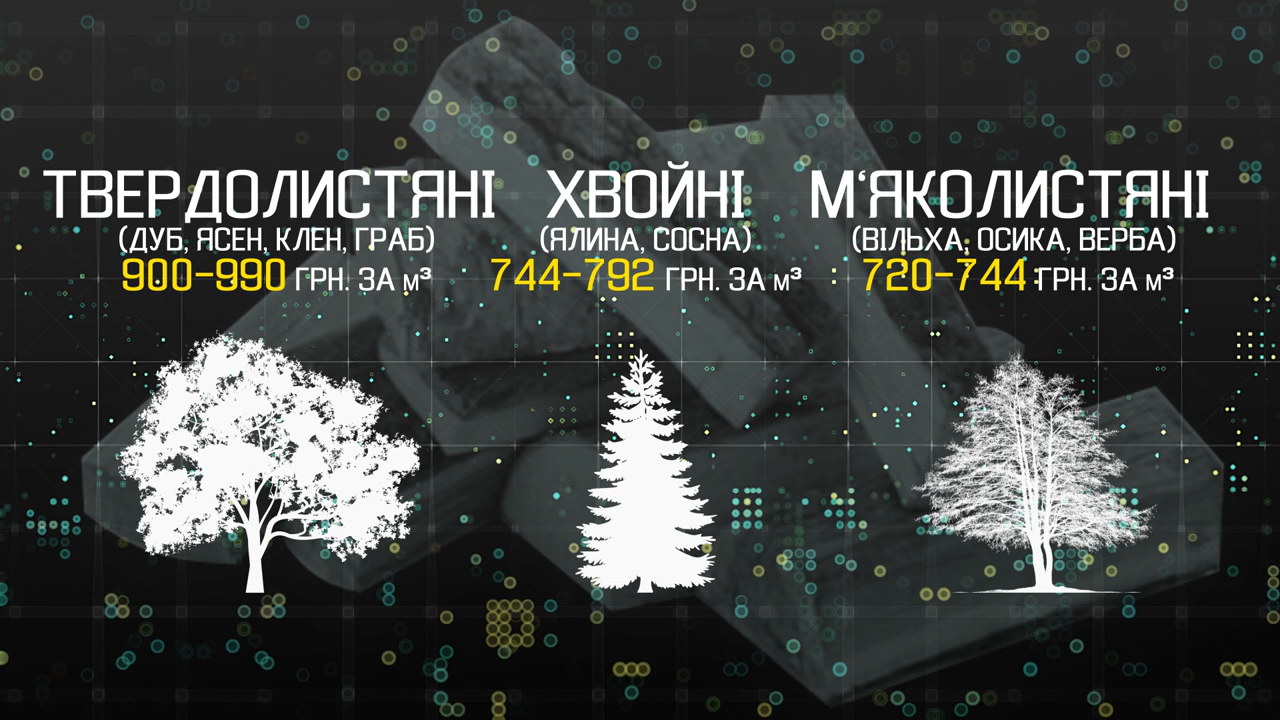 ТВЕРДОЛИСТЯНІ
(ДУБ, ЯСЕН, КЛЕН, ГРАБ)
900-990 ГРН. ЗА м³
ХВОЙНІ
(ЯЛИНА, СОСНА)
744-792 ГРН. ЗА м³
М‘ЯКОЛИСТЯНІ
(ВІЛЬХА, ОСИКА, ВЕРБА)
720-744 ГРН. ЗА м³